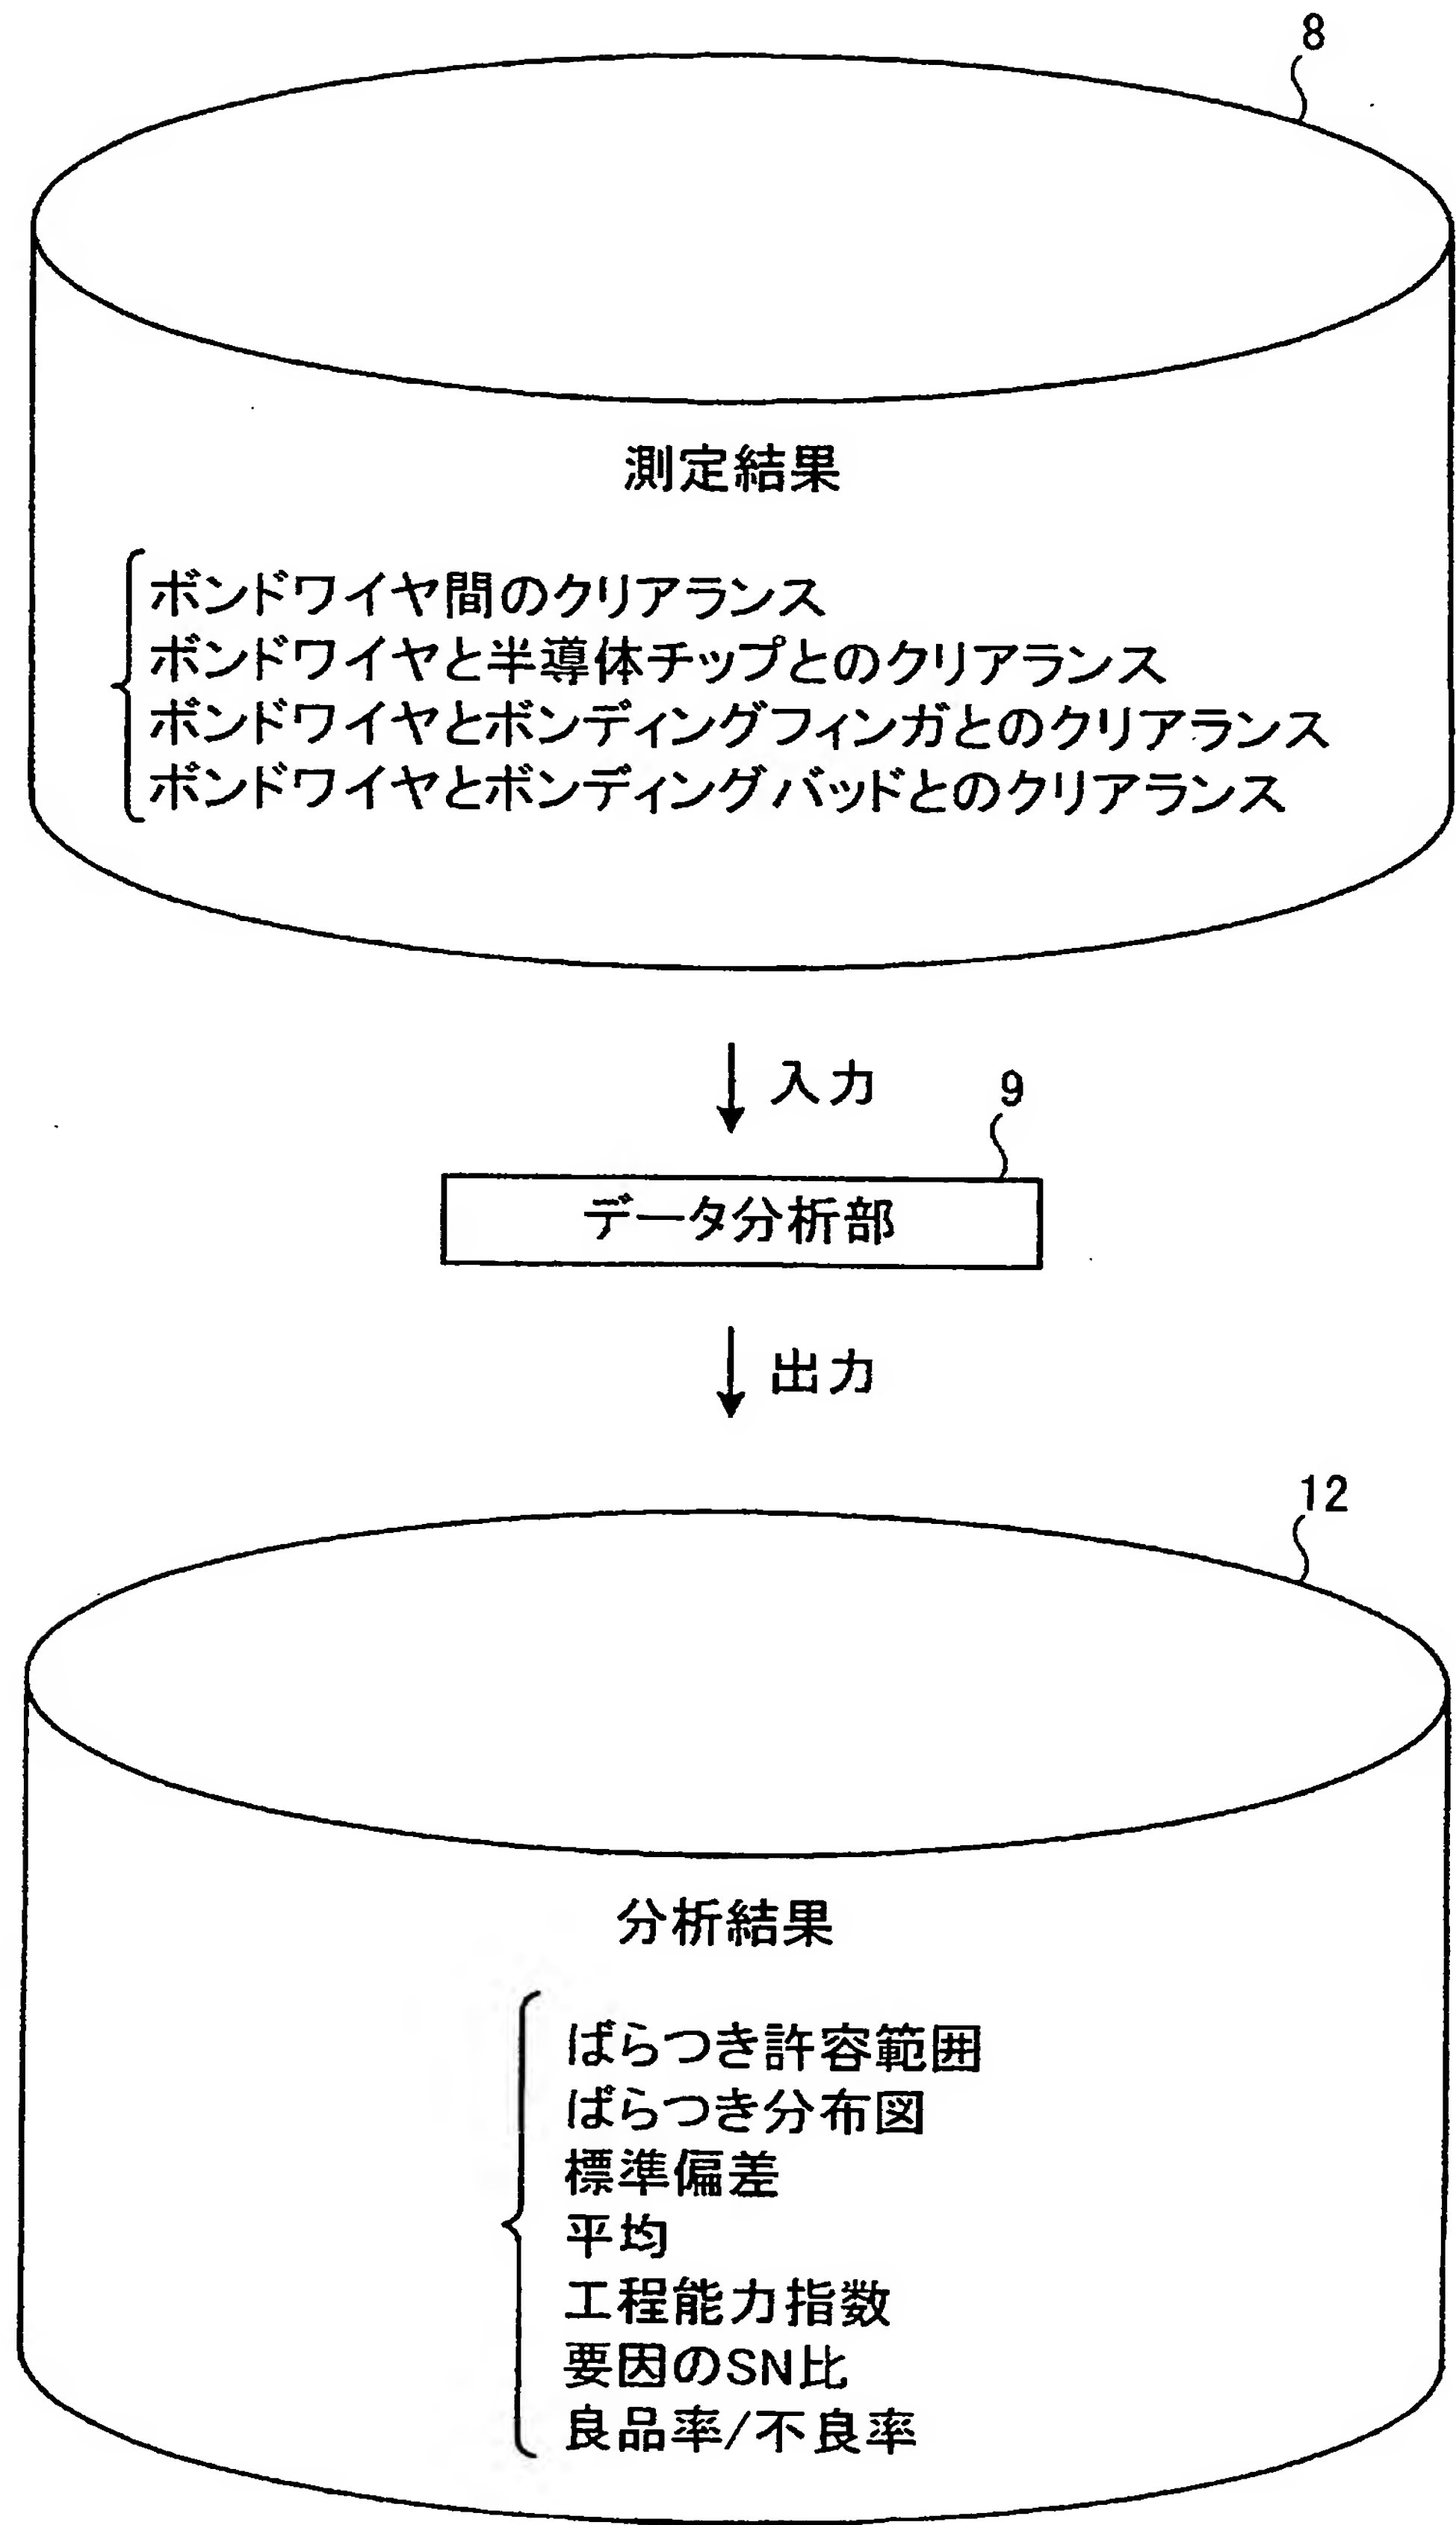 8
測定結果
ボンドワイヤ間のクリアランス
ボンドワイヤと半導体チップとのクリアランス
ボンドワイヤとボンディングフィンガとのクリアランス
ボンドワイヤとボンディングバッドとのクリアランス
入力
9
データ分析部
出力
12
分析結果
ばらつき許容範囲
ばらつき分布図
標準偏差
平均
工程能力指数
要因のSN比
良品率/不良率